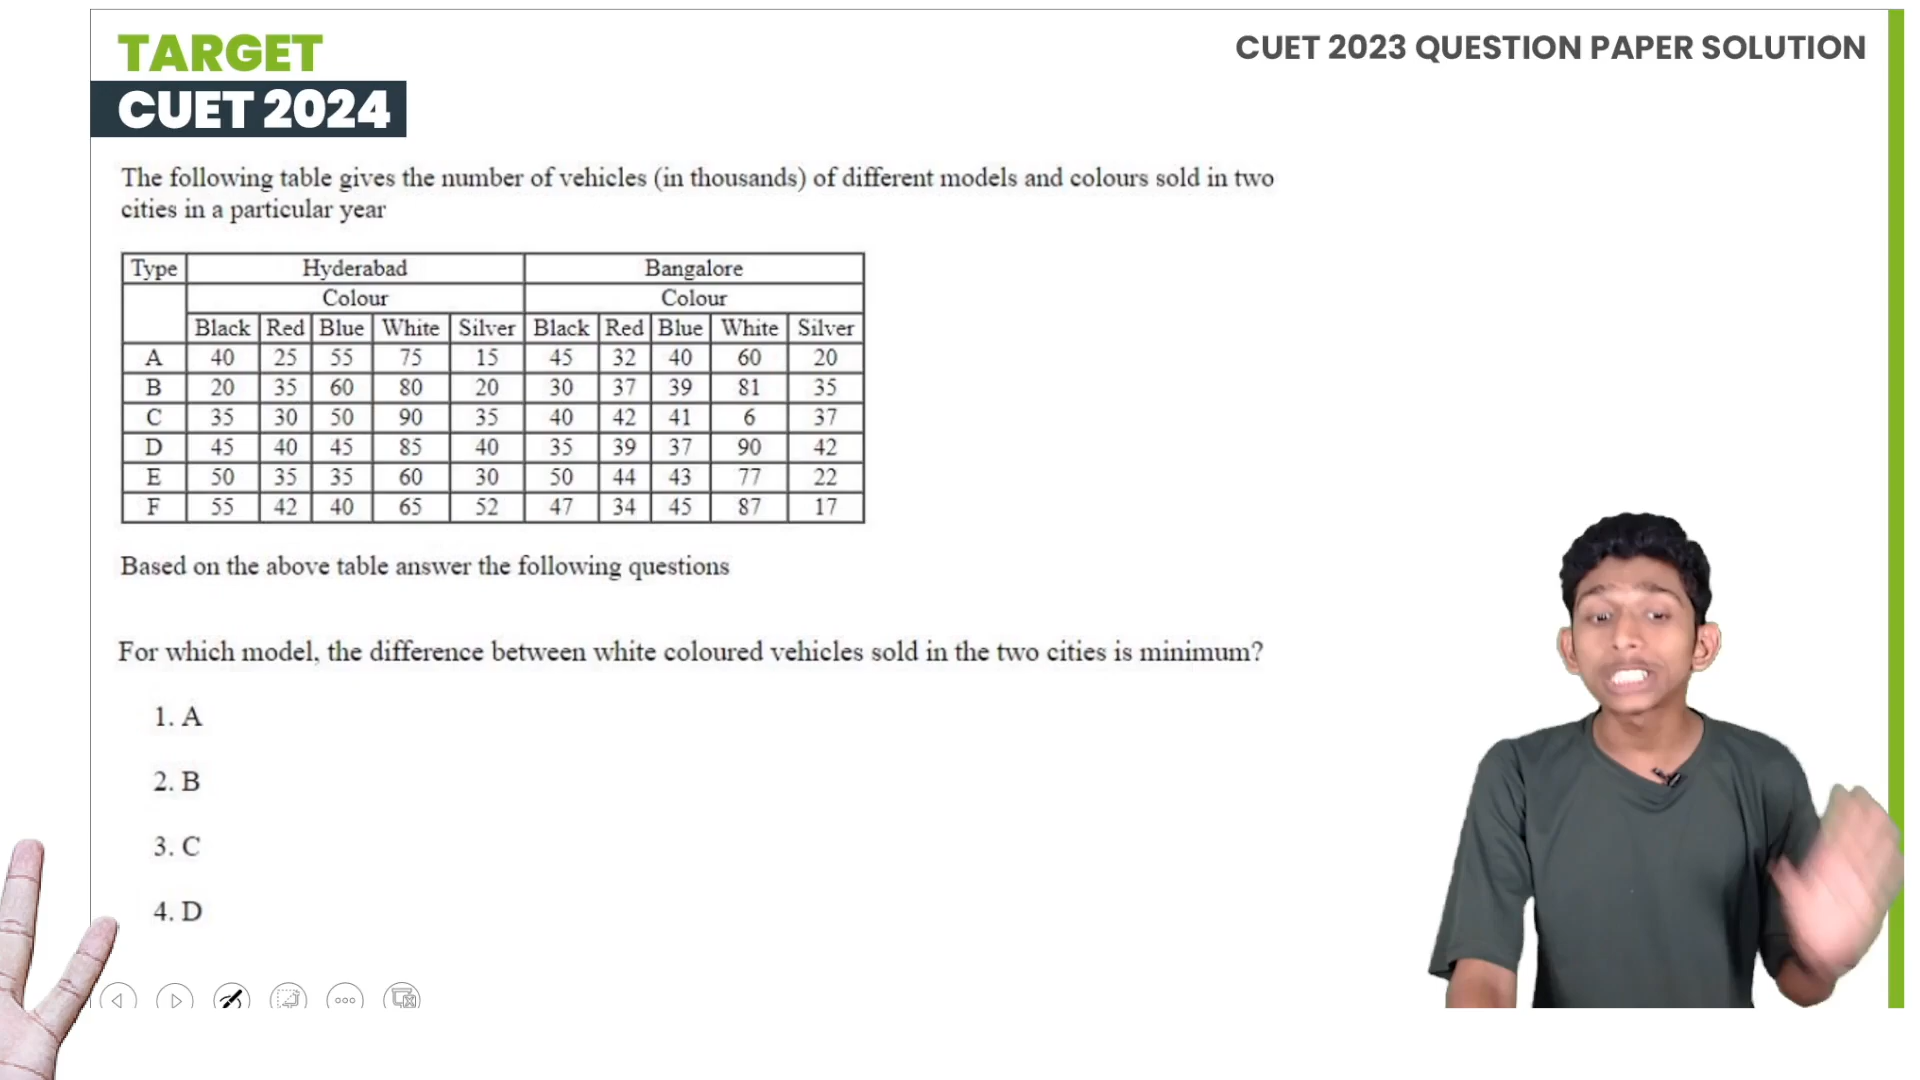 TARGET
CUET 2024
CUET 2023 QUESTION PAPER SOLUTION
The following table gives the number of vehicles (in thousands) of different models and colours sold in two
cities in a particular year
Type Hyderabad Bangalore
Colour Colour
Black Red Blue White Silver Black Red Blue White Silver
A 40 25 55 75 15 45 32 40 60 20
B 20 35 60 80 20 30 37 39 81 35
C 35 30 50 90 35 40 42 41 6 37
D 45 40 45 85 40 35 39 37 90 42
E 50 35 35 60 30 50 44 43 77 22
F 55 42 40 65 52 47 34 45 87 17
Based on the above table answer the following questions
For which model, the difference between white coloured vehicles sold in the two cities is minimum?
1. A
2. B
3. C
4. D